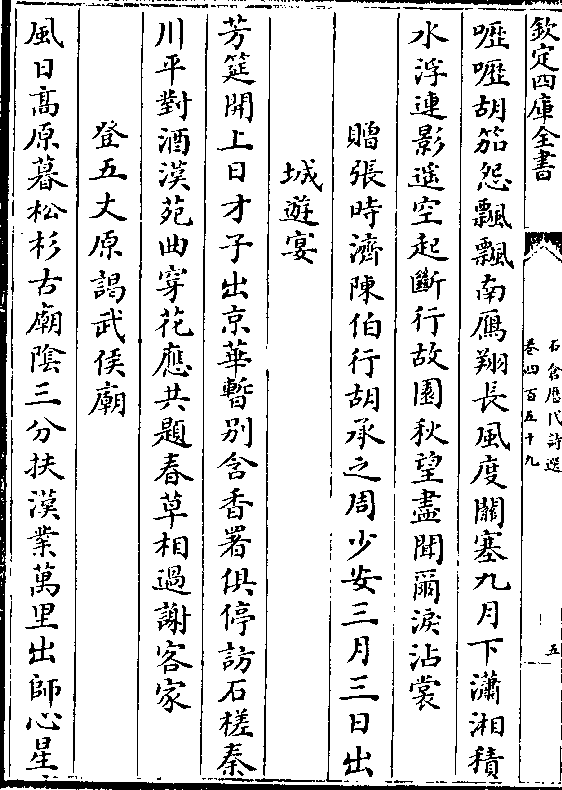 欽定四庫全書
石倉歷代詩選
卷四百五十九
五
嚦嚦胡笳怨飄飄南鴈翔長風度關塞九月下瀟湘積
水浮連影遥空起斷行故園秋望盡聞爾淚沾裳
贈張時濟陳伯行胡承之周少安三月三日出
城遊宴
芳筵開上日才子出京華暫别含香署俱停訪石槎秦
川平對酒漢苑曲穿花應共題春草相過謝客家
登五丈原謁武侯廟
風日高原暮松杉古廟陰三分扶漢業萬里出師心星